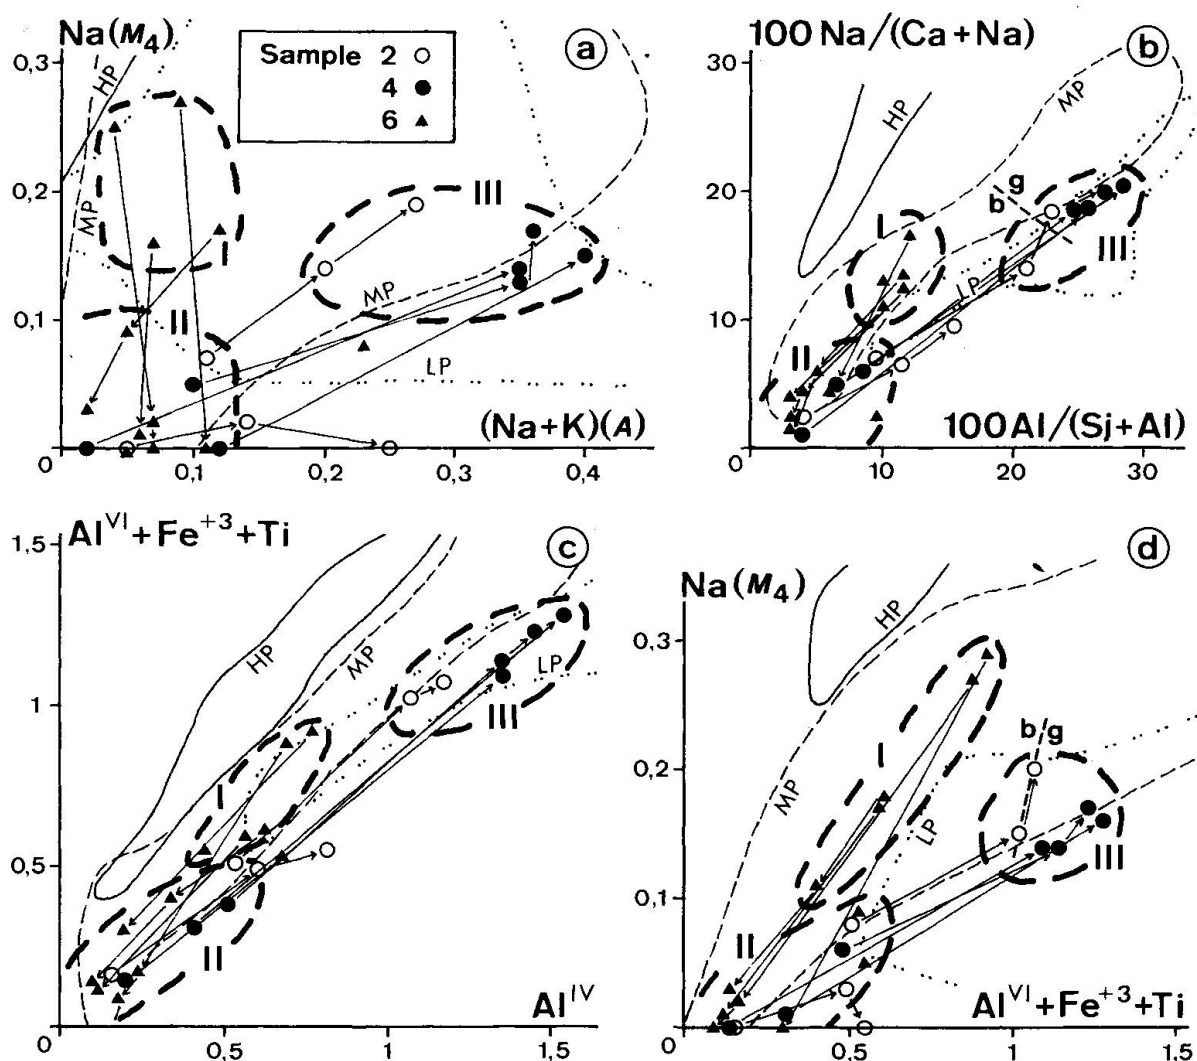 Na(M₄)
0,3
0,2
0,1
0
0,1
0,2
0,3
0,4
(Na+K)(A)
Sample 2
4
6
a
HP
MP
I
II
III
MP
LP
100 Na/(Ca+Na)
b
30
20
10
0
10
20
30
100Al/(Si+Al)
HP
MP
g
b
I
II
III
LP
Al^VI+Fe^+3+Ti
c
1,5
1
0,5
0
0,5
1
1,5
Al^IV
HP
MP
LP
I
II
III
Na(M₄)
d
0,3
0,2
0,1
0
0,5
1
1,5
Al^VI+Fe^+3+Ti
HP
MP
I
b g
LP
II
III